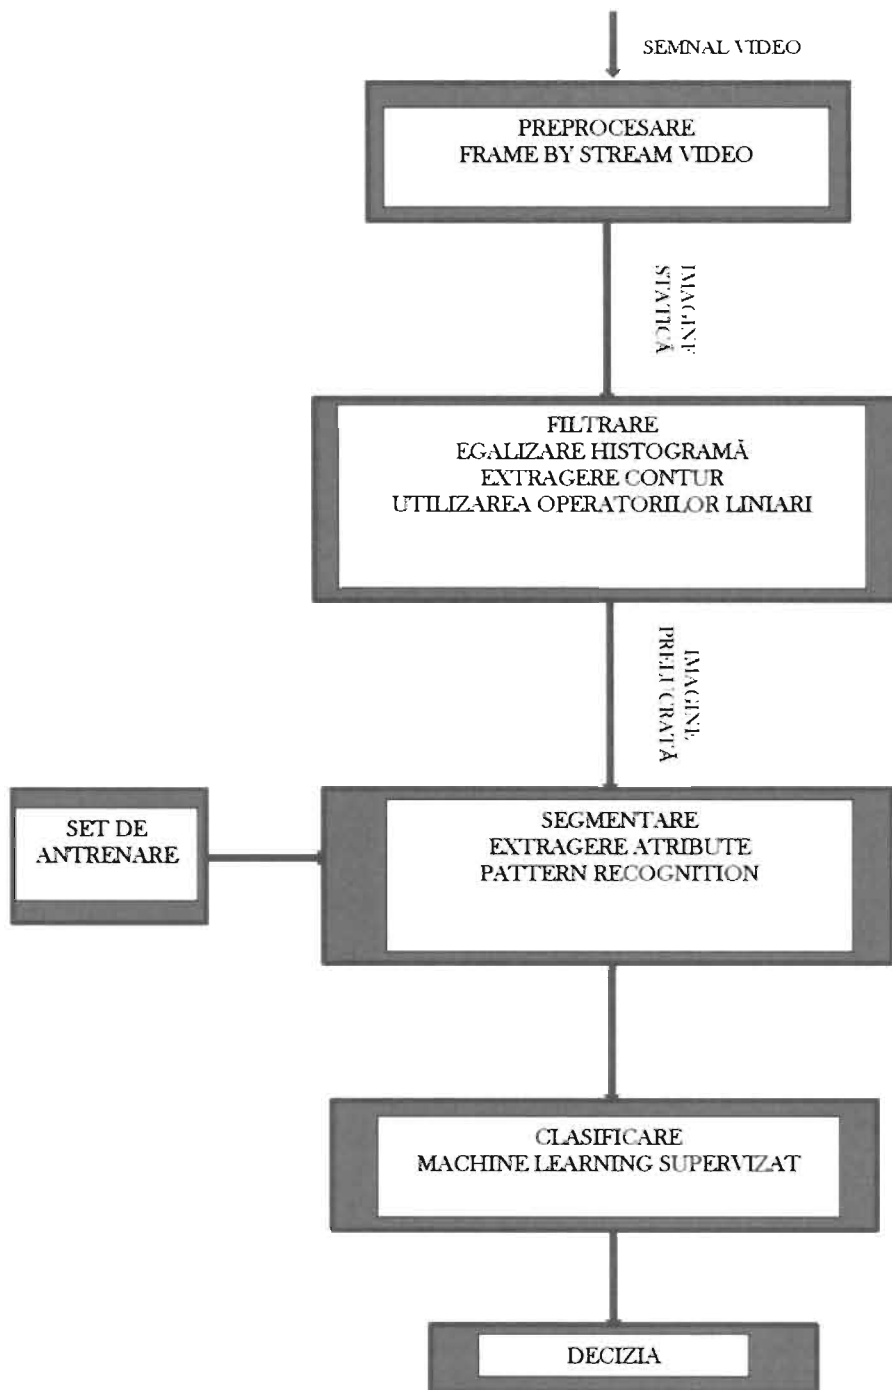 SEMNAL VIDEO
PREPROCESARE
FRAME BY STREAM VIDEO
IMAGINE
STATICĂ
FILTRARE
EGALIZARE HISTOGRAMĂ
EXTRAGERE CONTUR
UTILIZAREA OPERATORILOR LINIARI
IMAGINE
PRELUCRATĂ
SET DE
ANTRENARE
SEGMENTARE
EXTRAGERE ATRIBUTE
PATTERN RECOGNITION
CLASIFICARE
MACHINE LEARNING SUPERVIZAT
DECIZIA